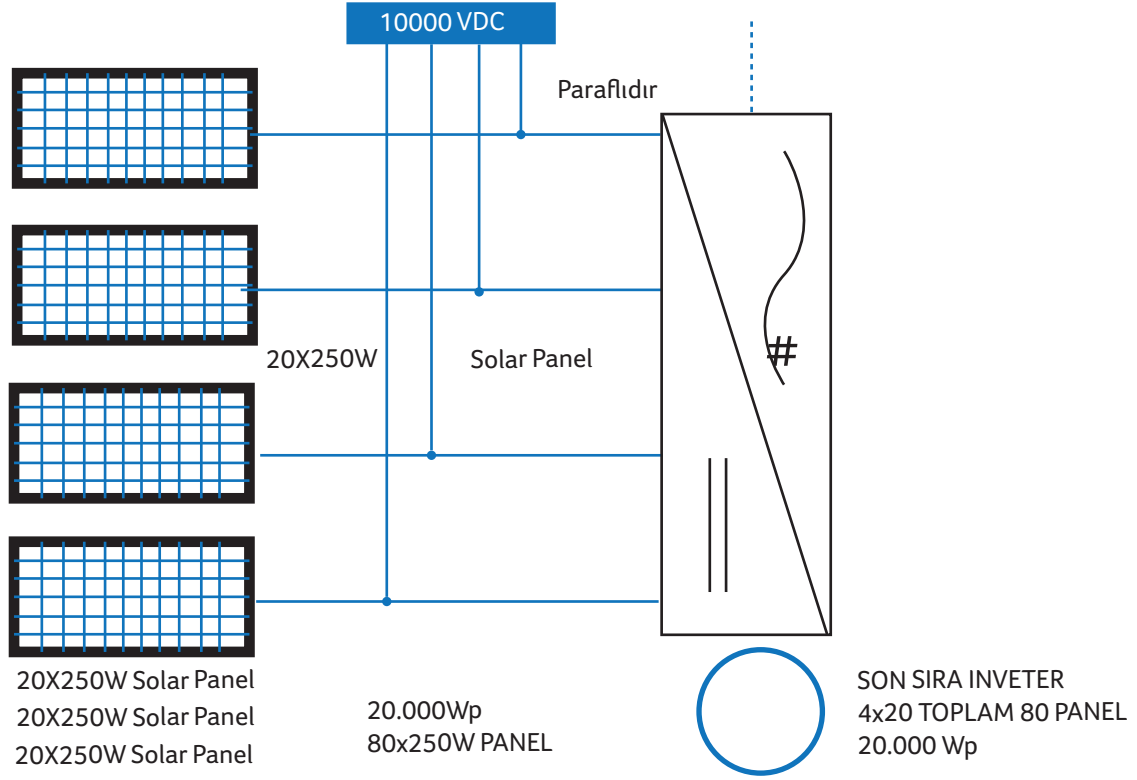 10000 VDC
Paraflıdır
20X250W
Solar Panel
#
20X250W Solar Panel
20X250W Solar Panel
20X250W Solar Panel
20.000Wp
80x250W PANEL
SON SIRA INVETER
4x20 TOPLAM 80 PANEL
20.000 Wp